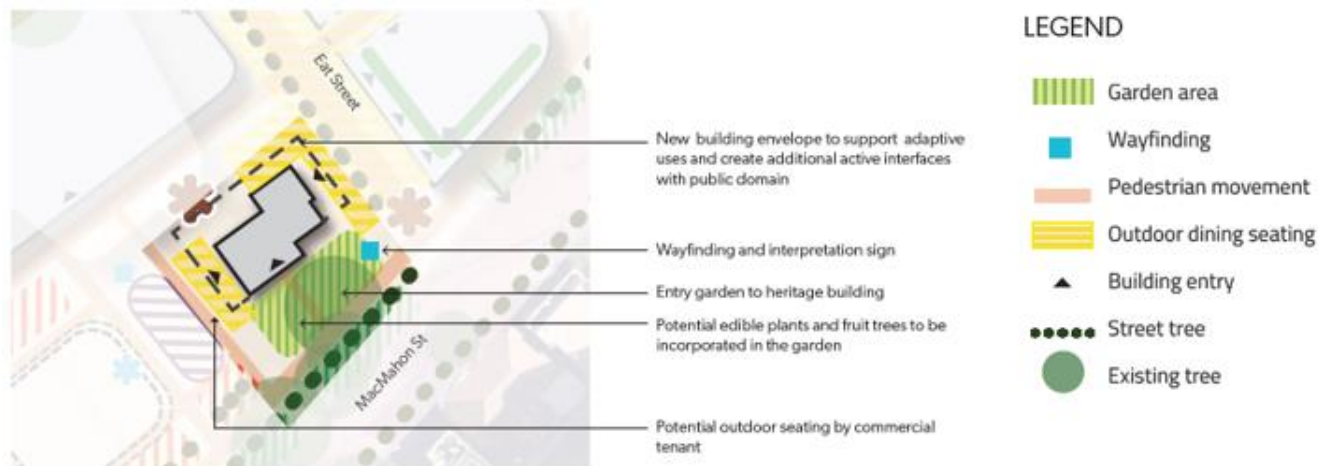 Eat Street
New building envelope to support adaptive
uses and create additional active interfaces
with public domain
Wayfinding and interpretation sign
Entry garden to heritage building
Potential edible plants and fruit trees to be
incorporated in the garden
MacMahon St
Potential outdoor seating by commercial
tenant
LEGEND
Garden area
Wayfinding
Pedestrian movement
Outdoor dining seating
Building entry
Street tree
Existing tree